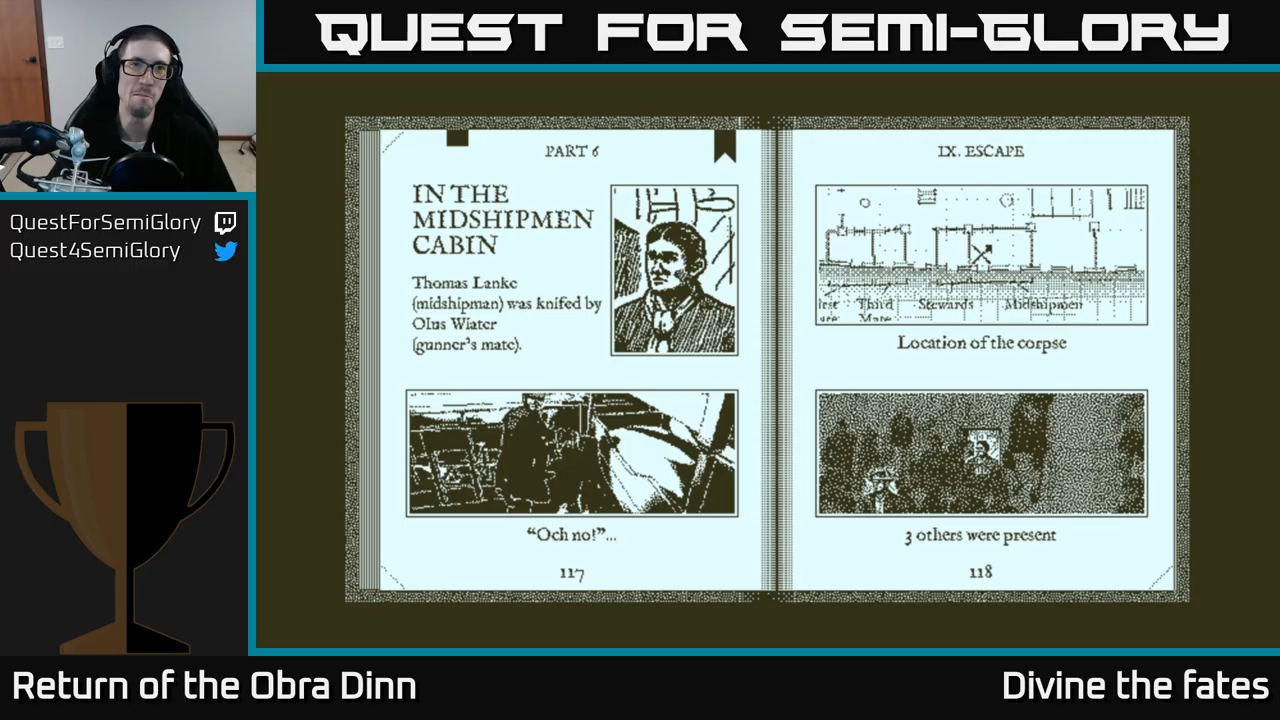 QUEST FOR SEMI-GLORY
QuestForSemiGlory
Quest4SemiGlory
PART 6
IN THE
MIDSHIPMEN
CABIN
Thomas Lanke
(midshipman) was knifed by
Olus Wiater
(gunner's mate).
"Och no!"...
117
IX. ESCAPE
Third Stewards Midshipmen
Mate
Location of the corpse
3 others were present
118
Return of the Obra Dinn
Divine the fates